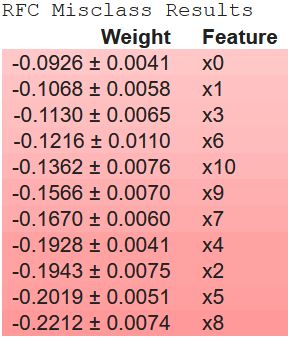 RFC Misclass Results
Weight Feature
-0.0926 ± 0.0041 x0
-0.1068 ± 0.0058 x1
-0.1130 ± 0.0065 x3
-0.1216 ± 0.0110 x6
-0.1362 ± 0.0076 x10
-0.1566 ± 0.0070 x9
-0.1670 ± 0.0060 x7
-0.1928 ± 0.0041 x4
-0.1943 ± 0.0075 x2
-0.2019 ± 0.0051 x5
-0.2212 ± 0.0074 x8